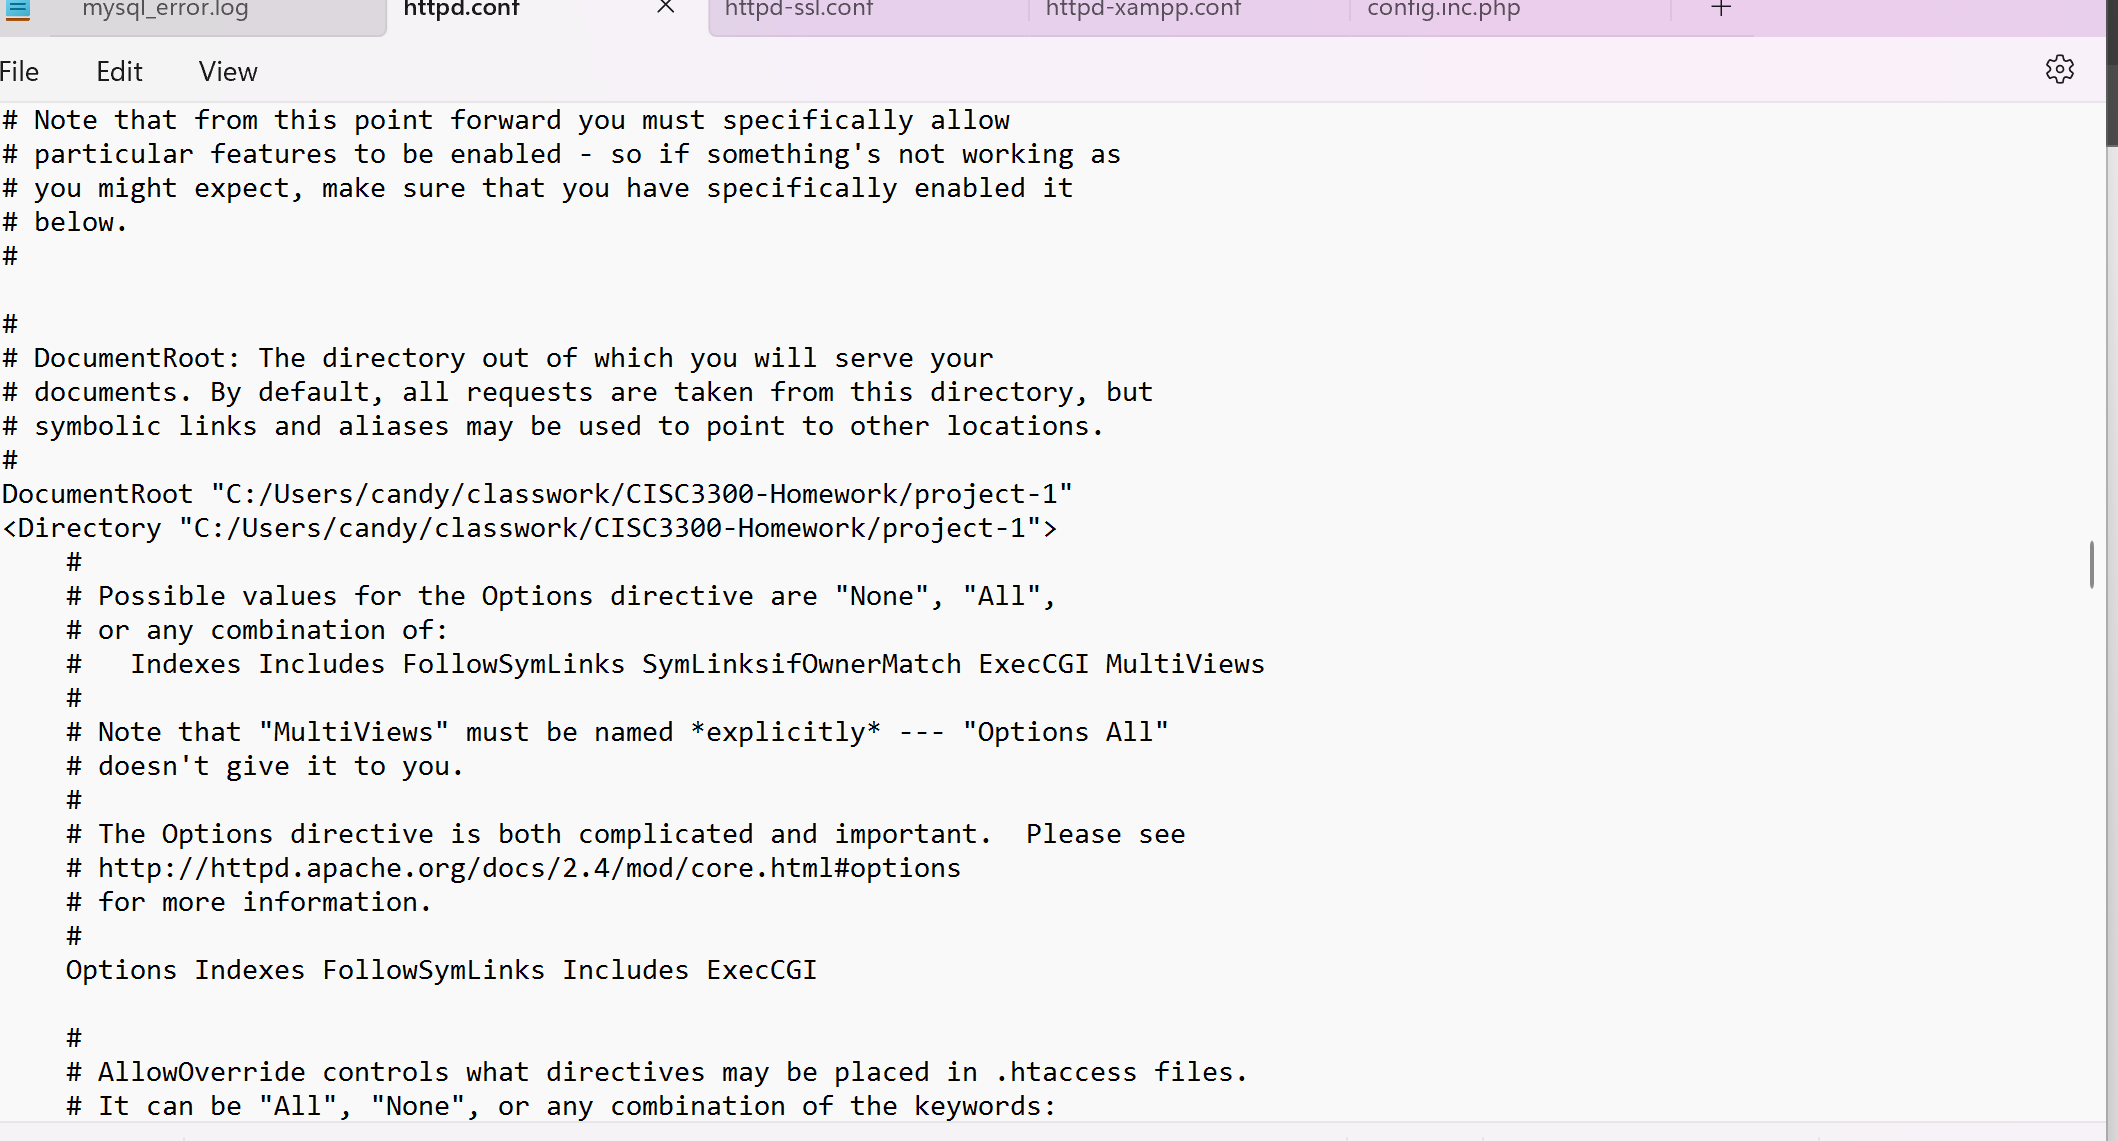 mysql_error.log httpd.conf httpd-ssl.conf httpd-xampp.conf config.inc.php
File Edit View
# Note that from this point forward you must specifically allow
# particular features to be enabled - so if something's not working as
# you might expect, make sure that you have specifically enabled it
# below.
#
#
# DocumentRoot: The directory out of which you will serve your
# documents. By default, all requests are taken from this directory, but
# symbolic links and aliases may be used to point to other locations.
#
DocumentRoot "C:/Users/candy/classwork/CISC3300-Homework/project-1"
<Directory "C:/Users/candy/classwork/CISC3300-Homework/project-1">
    #
    # Possible values for the Options directive are "None", "All",
    # or any combination of:
    #   Indexes Includes FollowSymLinks SymLinksifOwnerMatch ExecCGI MultiViews
    #
    # Note that "MultiViews" must be named *explicitly* --- "Options All"
    # doesn't give it to you.
    #
    # The Options directive is both complicated and important.  Please see
    # http://httpd.apache.org/docs/2.4/mod/core.html#options
    # for more information.
    #
    Options Indexes FollowSymLinks Includes ExecCGI
    #
    # AllowOverride controls what directives may be placed in .htaccess files.
    # It can be "All", "None", or any combination of the keywords: